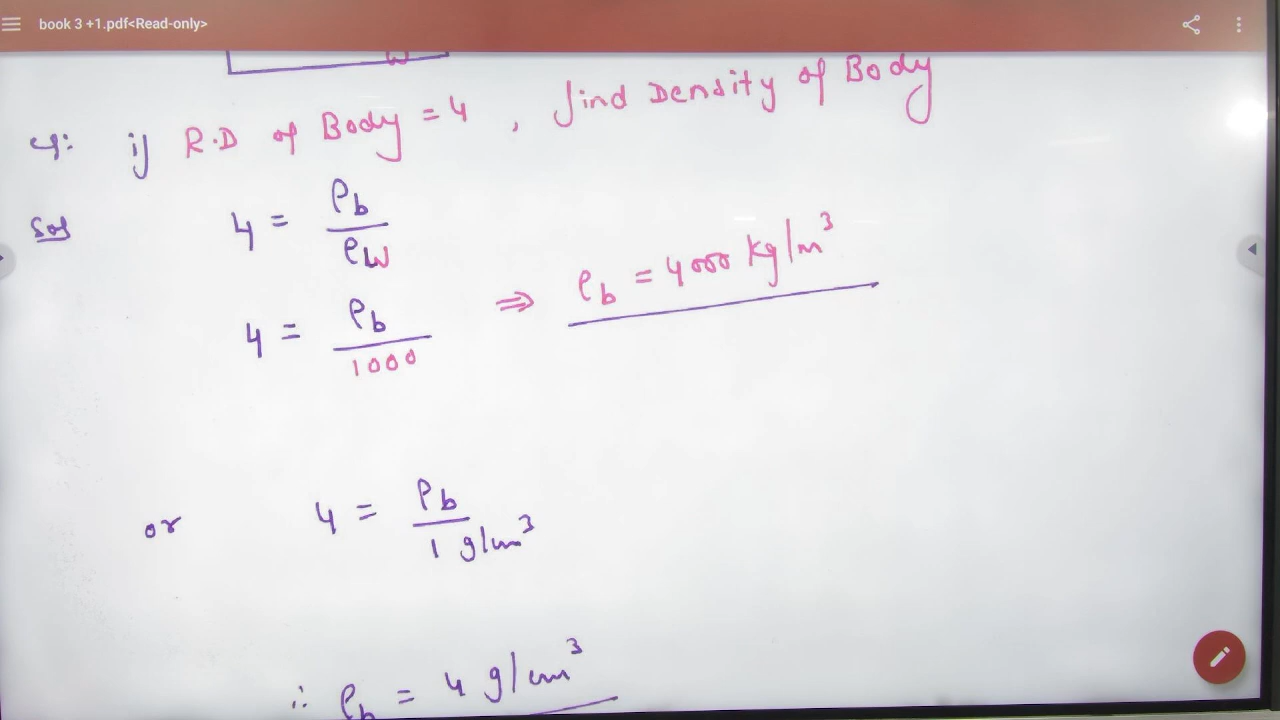 book 3 +1.pdf<Read-only>
w
if R.D of Body = 4 , find Density of Body
Sol 4 = ρb / ρw
4 = ρb / 1000 ⇒ ρb = 4000 kg/m³
or 4 = ρb / 1 g/cm³
∴ ρb = 4 g/cm³